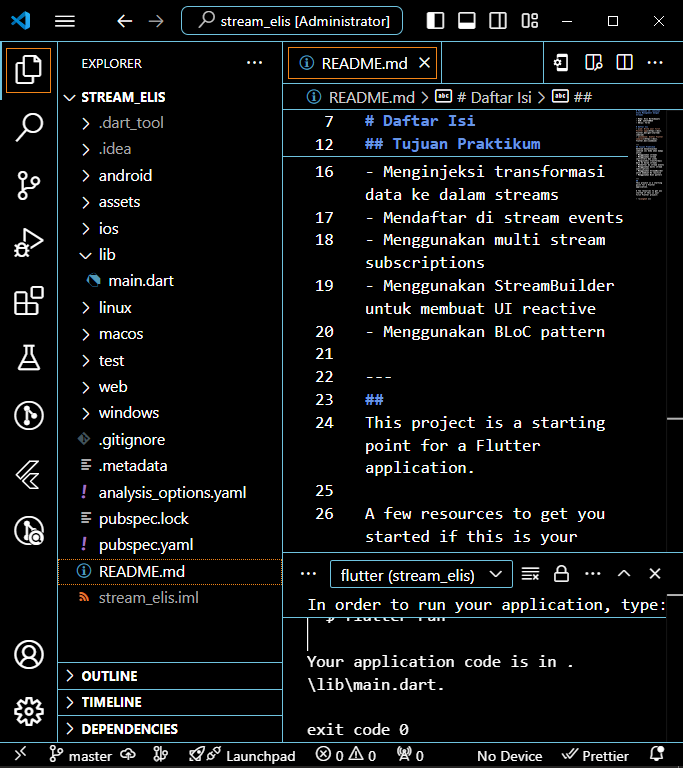 stream_elis [Administrator]
EXPLORER
STREAM_ELIS
.dart_tool
.idea
android
assets
ios
lib
main.dart
linux
macos
test
web
windows
.gitignore
.metadata
analysis_options.yaml
pubspec.lock
pubspec.yaml
README.md
stream_elis.iml
OUTLINE
TIMELINE
DEPENDENCIES
README.md
README.md > # Daftar Isi > ##
7 # Daftar Isi
12 ## Tujuan Praktikum
16 - Menginjeksi transformasi
data ke dalam streams
17 - Mendaftar di stream events
18 - Menggunakan multi stream
subscriptions
19 - Menggunakan StreamBuilder
untuk membuat UI reactive
20 - Menggunakan BLoC pattern
21
22 ---
23 ##
24 This project is a starting
point for a Flutter
application.
25
26 A few resources to get you
started if this is your
flutter (stream_elis)
In order to run your application, type:
Your application code is in .
\lib\main.dart.
exit code 0
master
Launchpad
0 0
0
No Device
Prettier